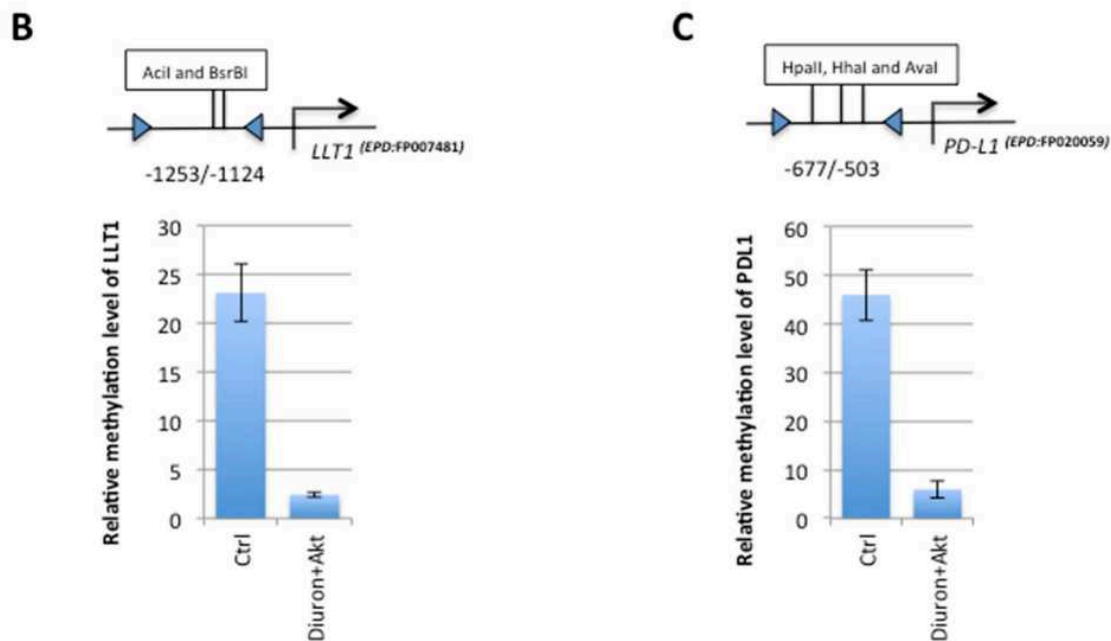 B
AciI and BsrBI
LLT1 (EPD:FP007481)
-1253/-1124
Relative methylation level of LLT1
30
25
20
15
10
5
0
Ctrl
Diuron+Akt
C
HpaII, HhaI and AvaI
PD-L1 (EPD:FP020059)
-677/-503
Relative methylation level of PDL1
60
50
40
30
20
10
0
Ctrl
Diuron+Akt